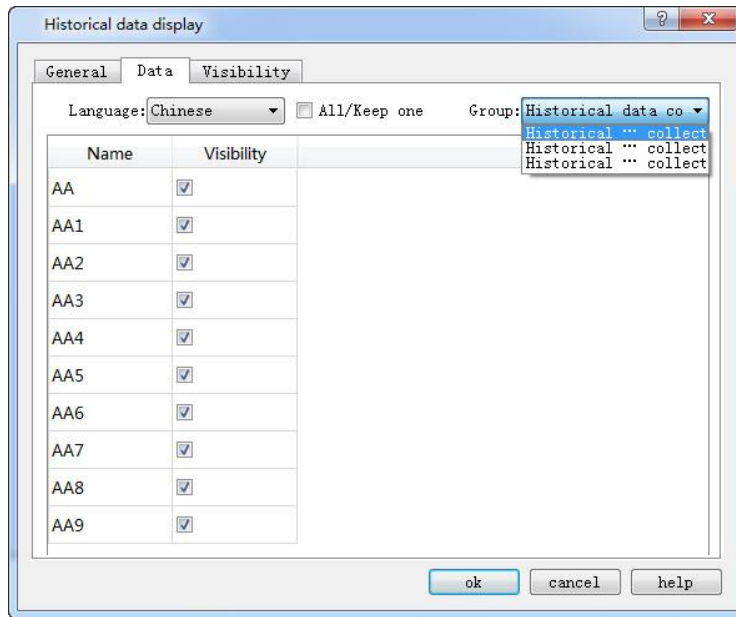 Historical data display
General Data Visibility
Language: Chinese All/Keep one Group: Historical data co
Historical ... collect
Historical ... collect
Historical ... collect
Name Visibility
AA
AA1
AA2
AA3
AA4
AA5
AA6
AA7
AA8
AA9
ok cancel help